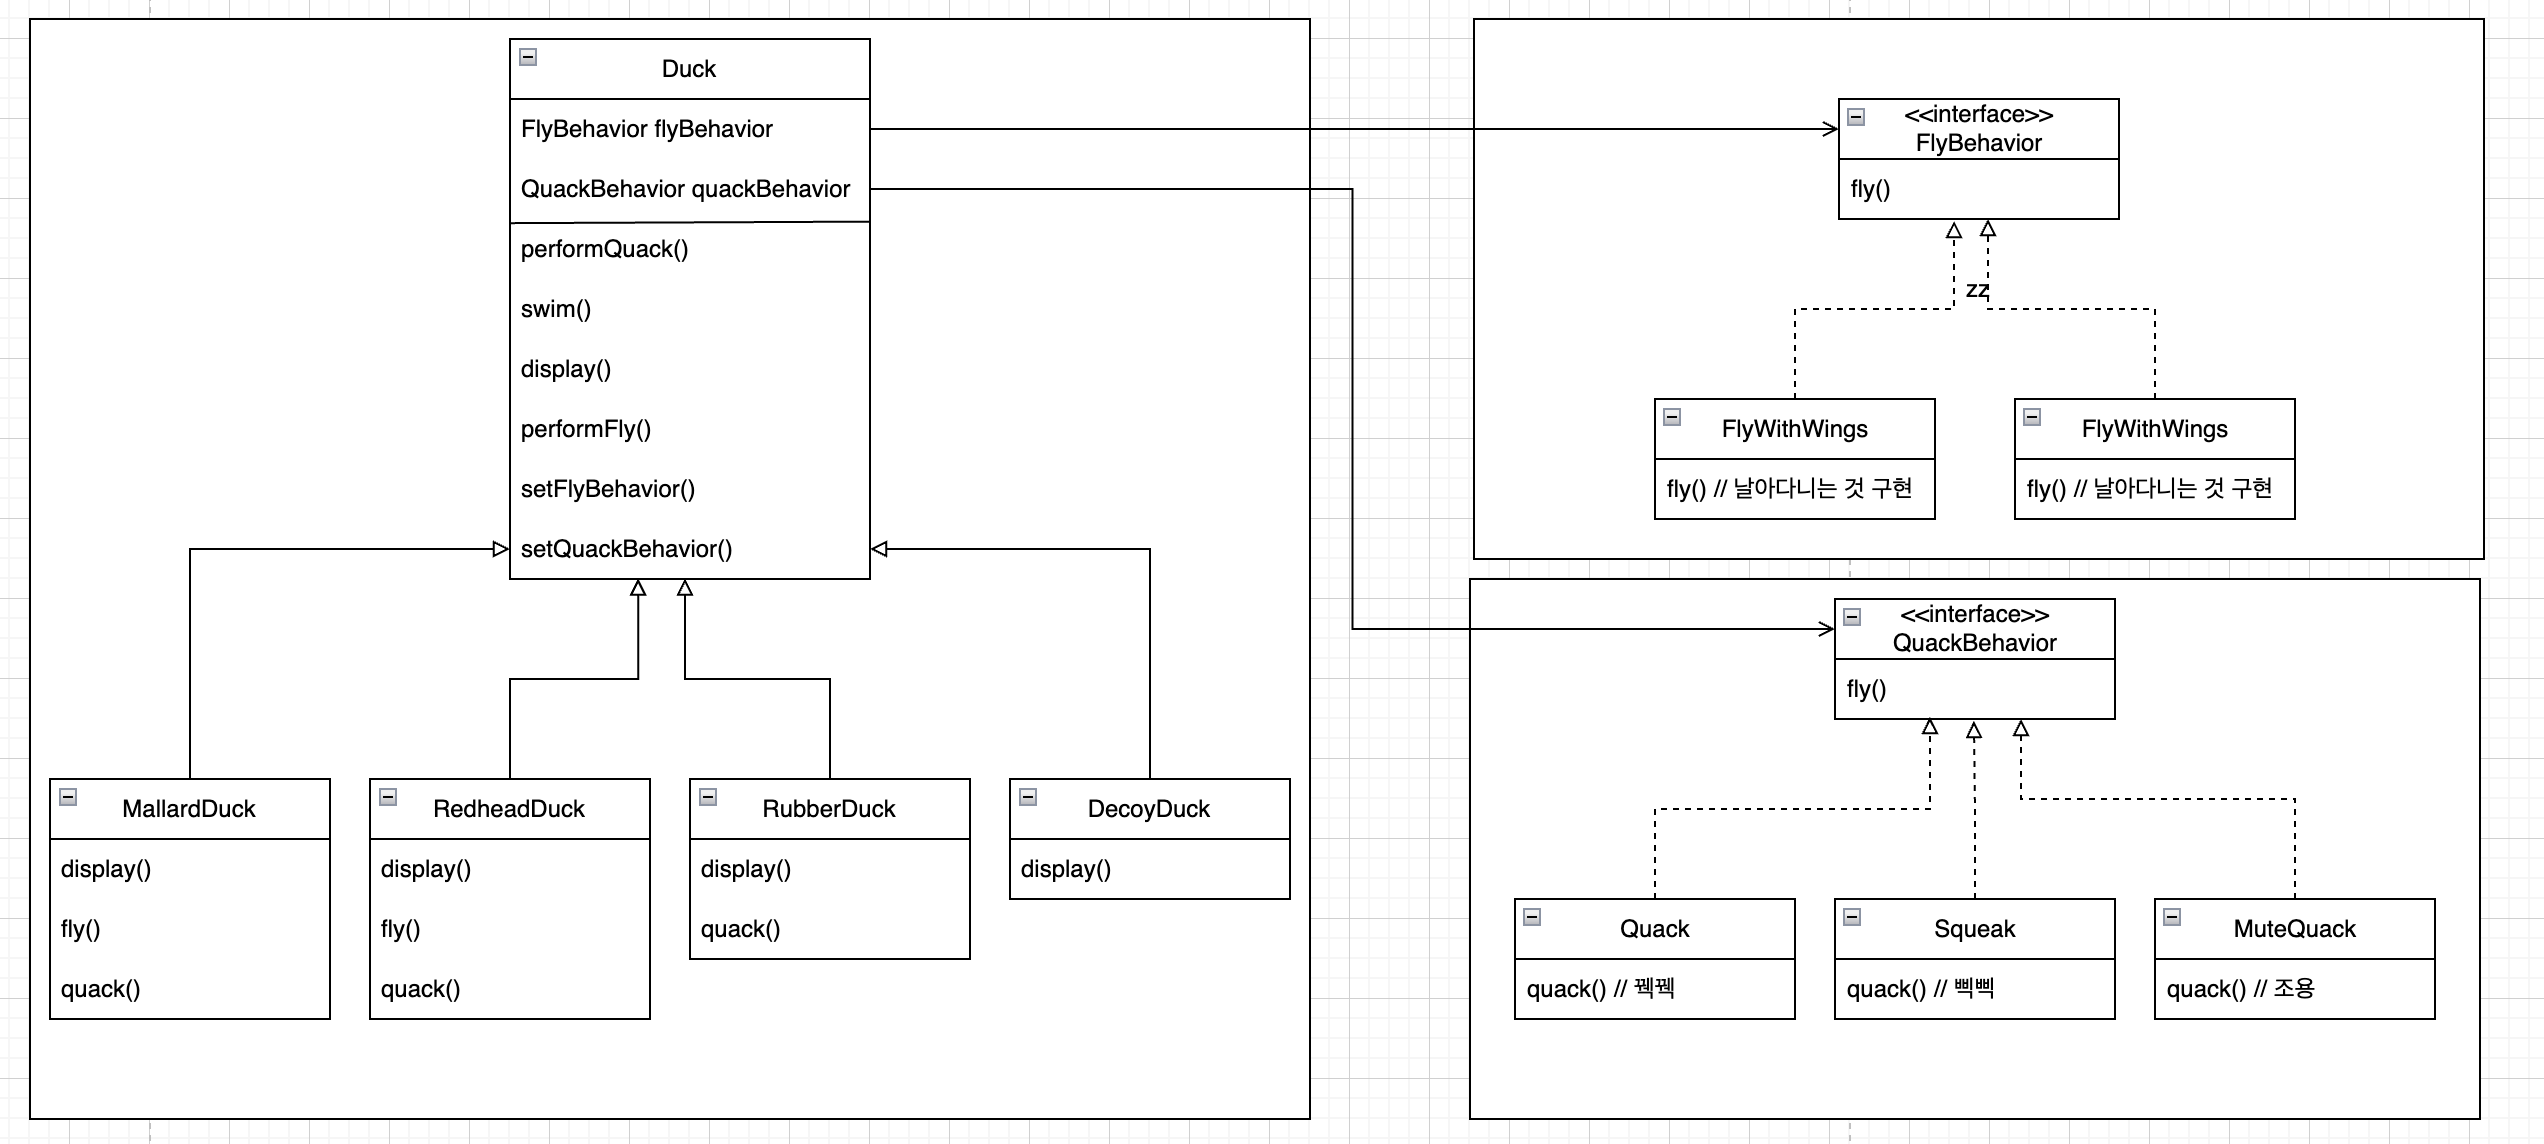 Duck
FlyBehavior flyBehavior
QuackBehavior quackBehavior
performQuack()
swim()
display()
performFly()
setFlyBehavior()
setQuackBehavior()
MallardDuck
display()
fly()
quack()
RedheadDuck
display()
fly()
quack()
RubberDuck
display()
quack()
DecoyDuck
display()
<<interface>>
FlyBehavior
fly()
zz
FlyWithWings
fly() // 날아다니는 것 구현
FlyWithWings
fly() // 날아다니는 것 구현
<<interface>>
QuackBehavior
fly()
Quack
quack() // 꿱꿱
Squeak
quack() // 삑삑
MuteQuack
quack() // 조용